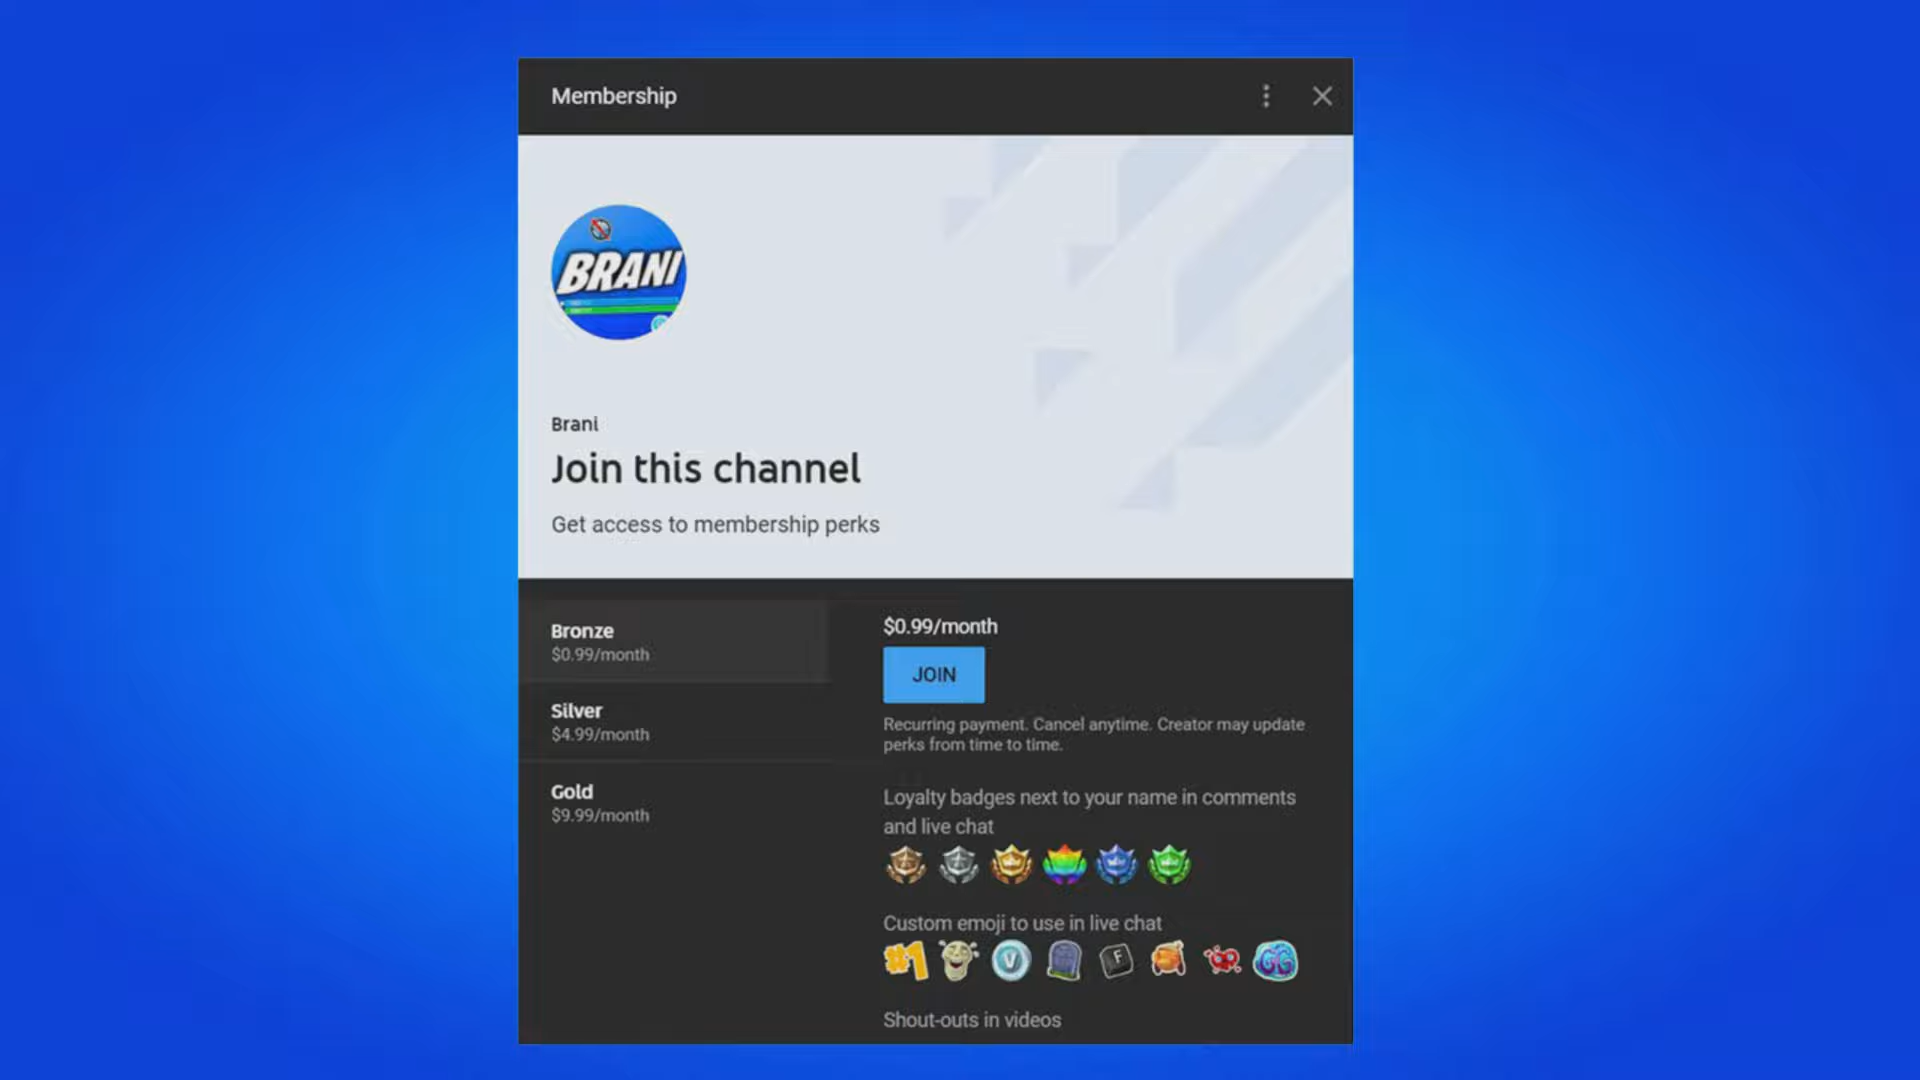 Membership
BRANI
Brani
Join this channel
Get access to membership perks
Bronze
$0.99/month
Silver
$4.99/month
Gold
$9.99/month
$0.99/month
JOIN
Recurring payment. Cancel anytime. Creator may update
perks from time to time.
Loyalty badges next to your name in comments
and live chat
Custom emoji to use in live chat
#1 V F GG
Shout-outs in videos